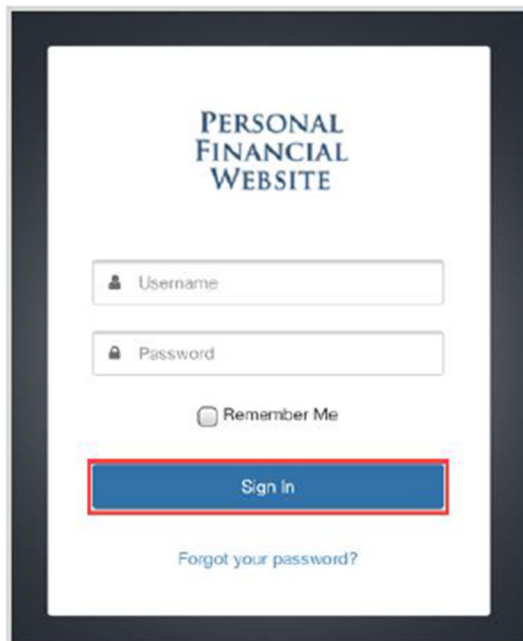 PERSONAL
FINANCIAL
WEBSITE
Username
Password
Remember Me
Sign In
Forgot your password?